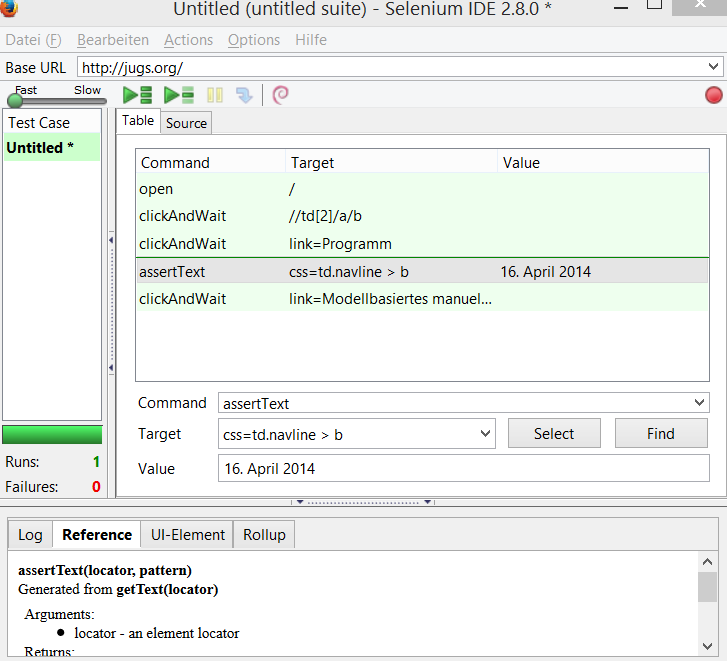 Untitled (untitled suite) - Selenium IDE 2.8.0 *
Datei (F) Bearbeiten Actions Options Hilfe
Base URL http://jugs.org/
Fast Slow
Test Case
Untitled *
Table Source
Command Target Value
open /
clickAndWait //td[2]/a/b
clickAndWait link=Programm
assertText css=td.navline > b 16. April 2014
clickAndWait link=Modellbasiertes manuel...
Command assertText
Target css=td.navline > b Select Find
Value 16. April 2014
Runs: 1
Failures: 0
Log Reference UI-Element Rollup
assertText(locator, pattern)
Generated from getText(locator)
Arguments:
● locator - an element locator
Returns: